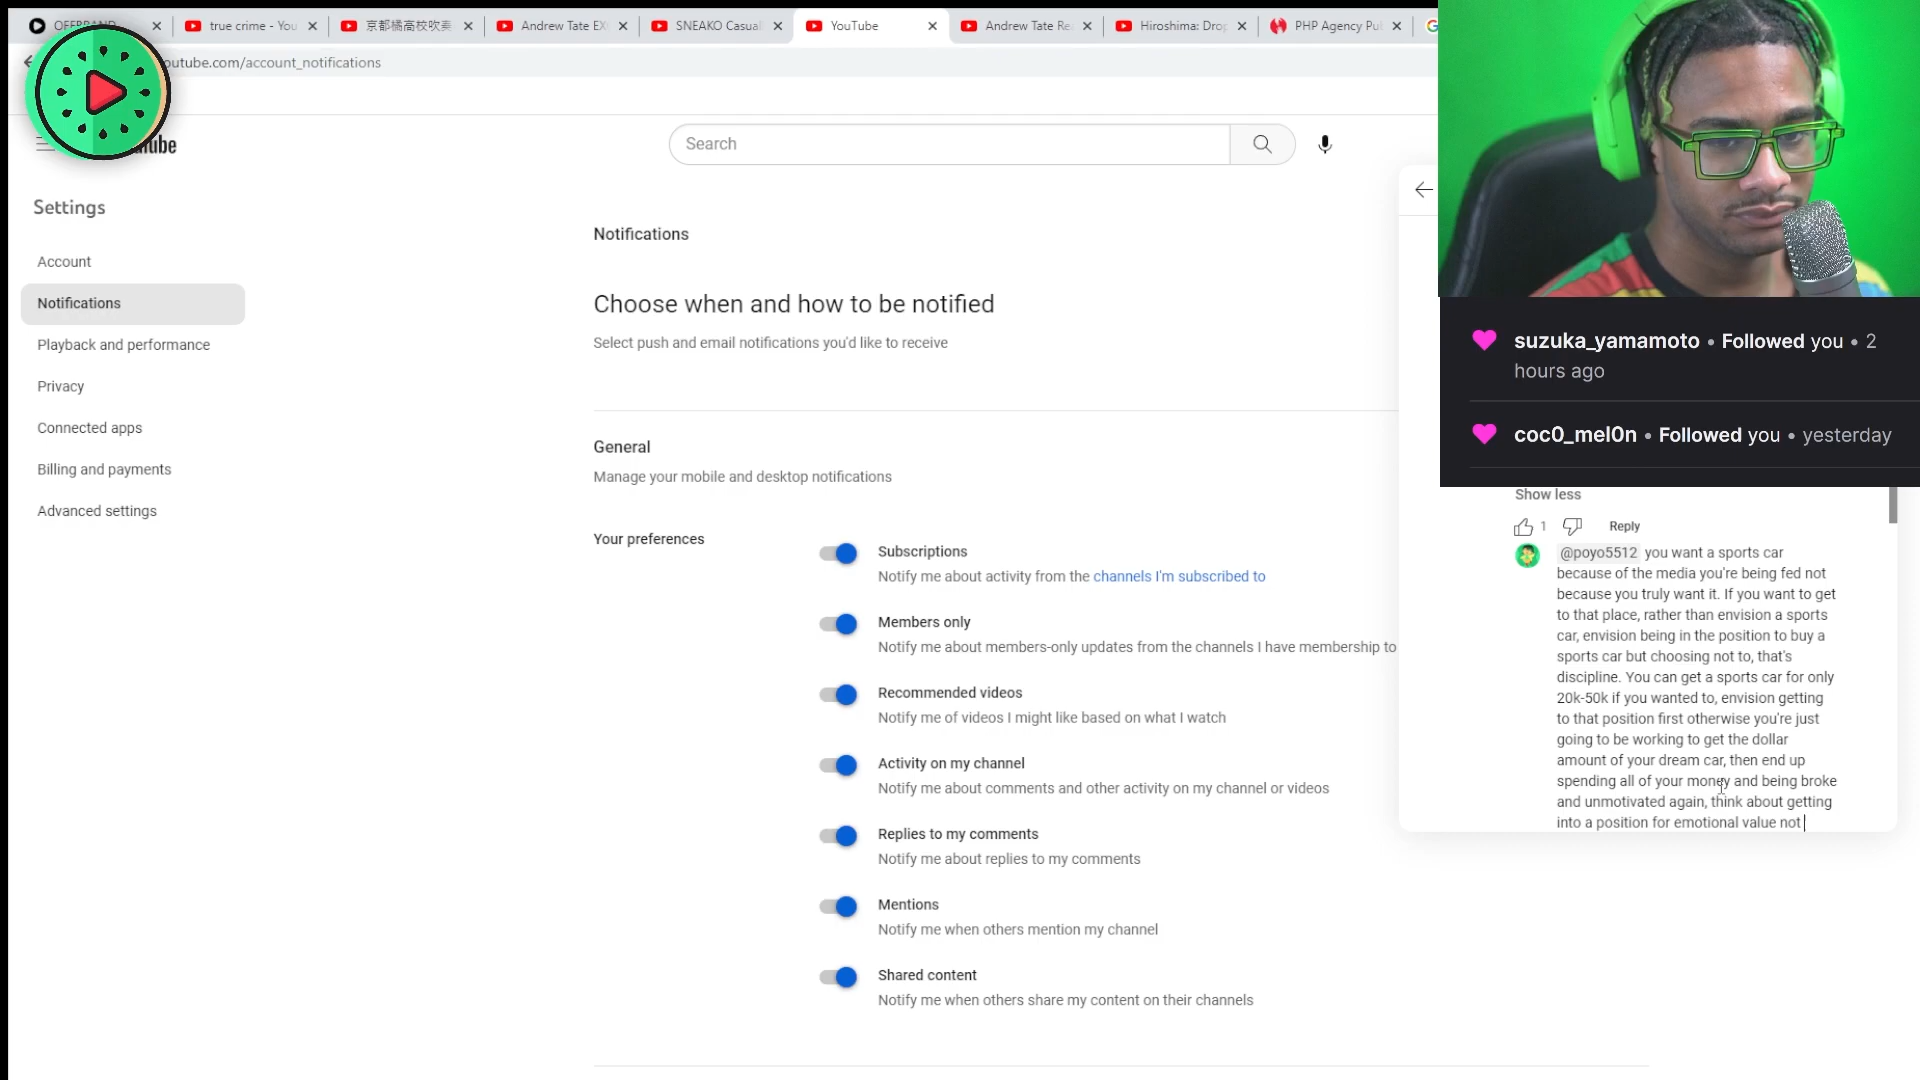 OFFBRAND
true crime - You
京都橘高校吹奏
Andrew Tate EX
SNEAKO Casual
YouTube
Andrew Tate Re
Hiroshima: Drop
PHP Agency Pu
outube.com/account_notifications
Search
Settings
Account
Notifications
Playback and performance
Privacy
Connected apps
Billing and payments
Advanced settings
Notifications
Choose when and how to be notified
Select push and email notifications you'd like to receive
General
Manage your mobile and desktop notifications
Your preferences
Subscriptions
Notify me about activity from the channels I'm subscribed to
Members only
Notify me about members-only updates from the channels I have membership to
Recommended videos
Notify me of videos I might like based on what I watch
Activity on my channel
Notify me about comments and other activity on my channel or videos
Replies to my comments
Notify me about replies to my comments
Mentions
Notify me when others mention my channel
Shared content
Notify me when others share my content on their channels
suzuka_yamamoto • Followed you • 2
hours ago
coc0_mel0n • Followed you • yesterday
Show less
1
Reply
@poyo5512 you want a sports car
because of the media you're being fed not
because you truly want it. If you want to get
to that place, rather than envision a sports
car, envision being in the position to buy a
sports car but choosing not to, that's
discipline. You can get a sports car for only
20k-50k if you wanted to, envision getting
to that position first otherwise you're just
going to be working to get the dollar
amount of your dream car, then end up
spending all of your money and being broke
and unmotivated again, think about getting
into a position for emotional value not